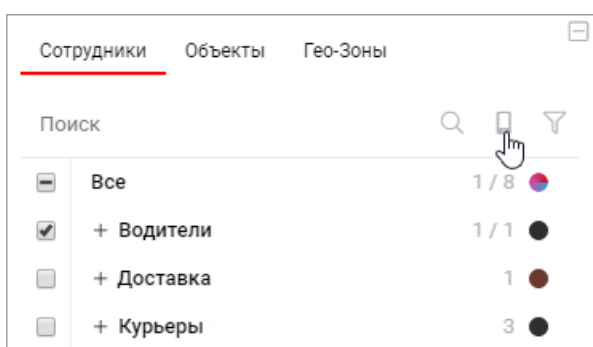 Сотрудники Объекты Гео-Зоны
Поиск
Все 1 / 8
+ Водители 1 / 1
+ Доставка 1
+ Курьеры 3